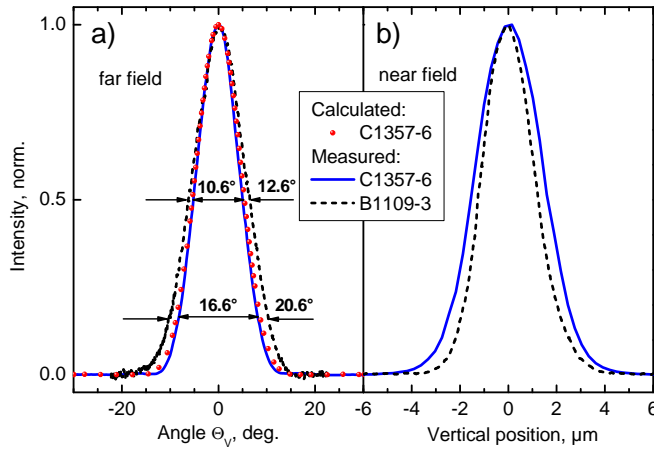 a)
far field
b)
near field
Calculated:
C1357-6
Measured:
C1357-6
B1109-3
10.6°
12.6°
16.6°
20.6°
1.0
0.5
0.0
Intensity, norm.
-20
0
20
-6
-4
-2
0
2
4
6
Angle ΘV, deg.
Vertical position, µm